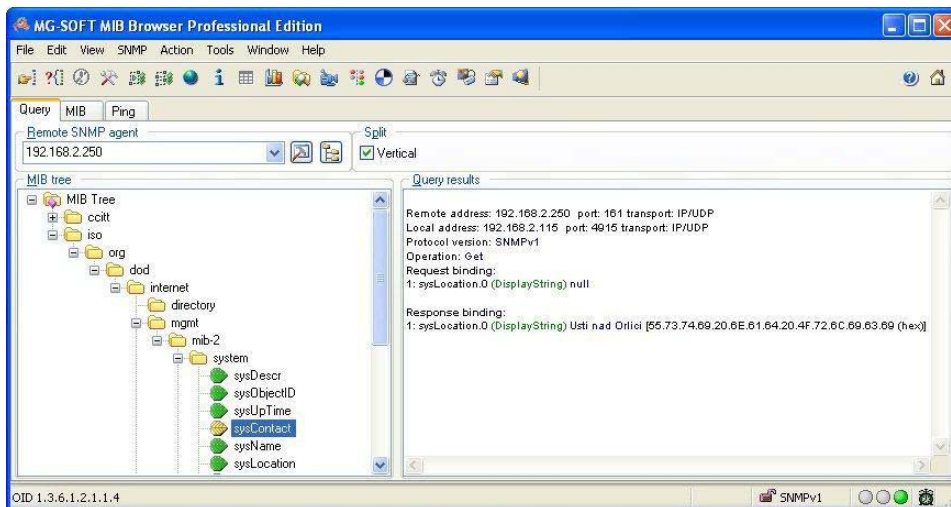 MG-SOFT MIB Browser Professional Edition
File Edit View SNMP Action Tools Window Help
Query MIB Ping
Remote SNMP agent
Split
192.168.2.250
Vertical
MIB tree
Query results
MIB Tree
ccitt
iso
org
dod
internet
directory
mgmt
mib-2
system
sysDescr
sysObjectID
sysUpTime
sysContact
sysName
sysLocation
Remote address: 192.168.2.250 port: 161 transport: IP/UDP
Local address: 192.168.2.115 port: 4915 transport: IP/UDP
Protocol version: SNMPv1
Operation: Get
Request binding:
1: sysLocation.0 (DisplayString) null
Response binding:
1: sysLocation.0 (DisplayString) Usti nad Orlici [55.73.74.69.20.6E.61.64.20.4F.72.6C.69.63.69 (hex)]
OID 1.3.6.1.2.1.1.4
SNMPv1